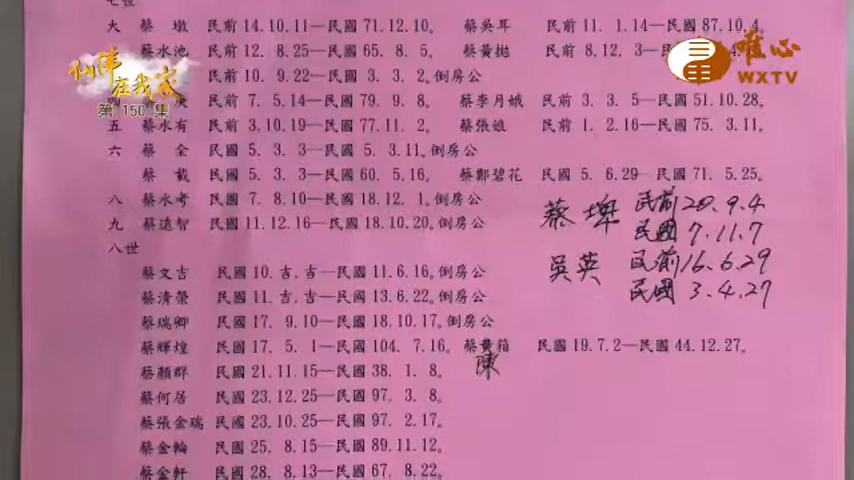 七世
大 蔡 墩 民前 14.10.11—民國 71.12.10。 蔡吳耳 民前 11. 1.14—民國 87.10.4。
蔡水池 民前 12. 8.25—民國 65. 8. 5。 蔡黃拋 民前 8.12. 3—民
民前 10. 9.22—民國 3. 3. 2。倒房公
民前 7. 5.14—民國 79. 9. 8。 蔡李月娥 民前 3. 3. 5—民國 51.10.28。
五 蔡水有 民前 3.10.19—民國 77.11. 2。 蔡張娘 民前 1. 2.16—民國 75. 3.11。
六 蔡 全 民國 5. 3. 3—民國 5. 3.11。倒房公
蔡 載 民國 5. 3. 3—民國 60. 5.16。 蔡鄭碧花 民國 5. 6.29—民國 71. 5.25。
八 蔡水考 民國 7. 8.10—民國 18.12. 1。倒房公
九 蔡遠智 民國 11.12.16—民國 18.10.20。倒房公
八世
蔡文吉 民國 10.吉.吉—民國 11.6.16。倒房公
蔡清榮 民國 11.吉.吉—民國 13.6.22。倒房公
蔡瑞卿 民國 17. 9.10—民國 18.10.17。倒房公
蔡輝煌 民國 17. 5. 1—民國 104. 7.16。 蔡黃箱 民國 19.7.2—民國 44.12.27。
陳
蔡顏群 民國 21.11.15—民國 38. 1. 8。
蔡何居 民國 23.12.25—民國 97. 3. 8。
蔡張金瑞 民國 23.10.25—民國 97. 2.17。
蔡金輪 民國 25. 8.15—民國 89.11.12。
蔡金軒 民國 28. 8.13—民國 67. 8.22。
蔡埤 民前20.9.4
民國 7.11.7
吳英 民前16.6.29
民國 3.4.27
仙佛在我家
第 150 集
唯心
WXTV